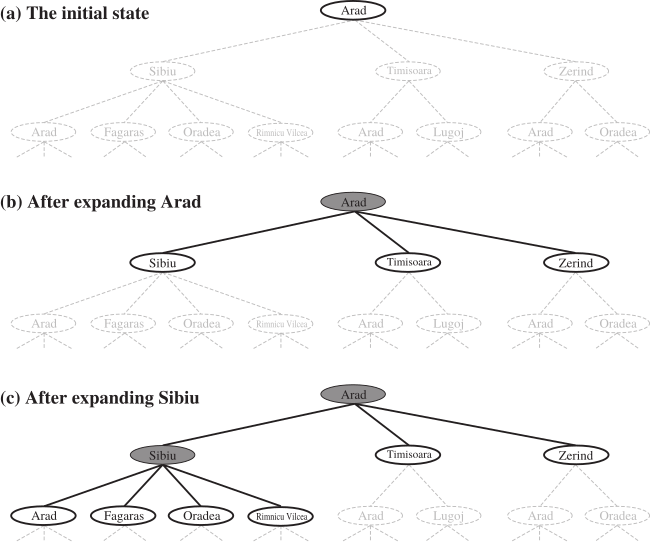 (a) The initial state
Arad
Sibiu Timisoara Zerind
Arad Fagaras Oradea Rimnicu Vilcea Arad Lugoj Arad Oradea
(b) After expanding Arad
Arad
Sibiu Timisoara Zerind
Arad Fagaras Oradea Rimnicu Vilcea Arad Lugoj Arad Oradea
(c) After expanding Sibiu
Arad
Sibiu Timisoara Zerind
Arad Fagaras Oradea Rimnicu Vilcea Arad Lugoj Arad Oradea